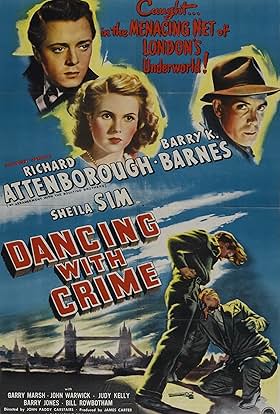 Caught...
in the MENACING NET of
LONDON'S
Underworld!
RICHARD
ATTENBOROUGH •
BARRY K.
BARNES
SHEILA SIM
DANCING
WITH
CRIME
with
GARRY MARSH • JOHN WARWICK • JUDY KELLY
BARRY JONES • BILL ROWBOTHAM
Directed by JOHN PADDY CARSTAIRS • Produced by JAMES CARTER